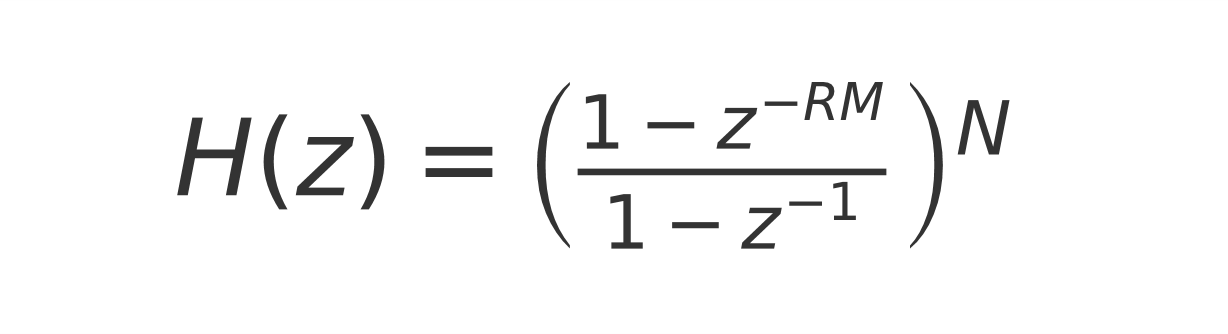 H(z) = ( (1 − z^{−RM}) / (1 − z^{−1}) )^N